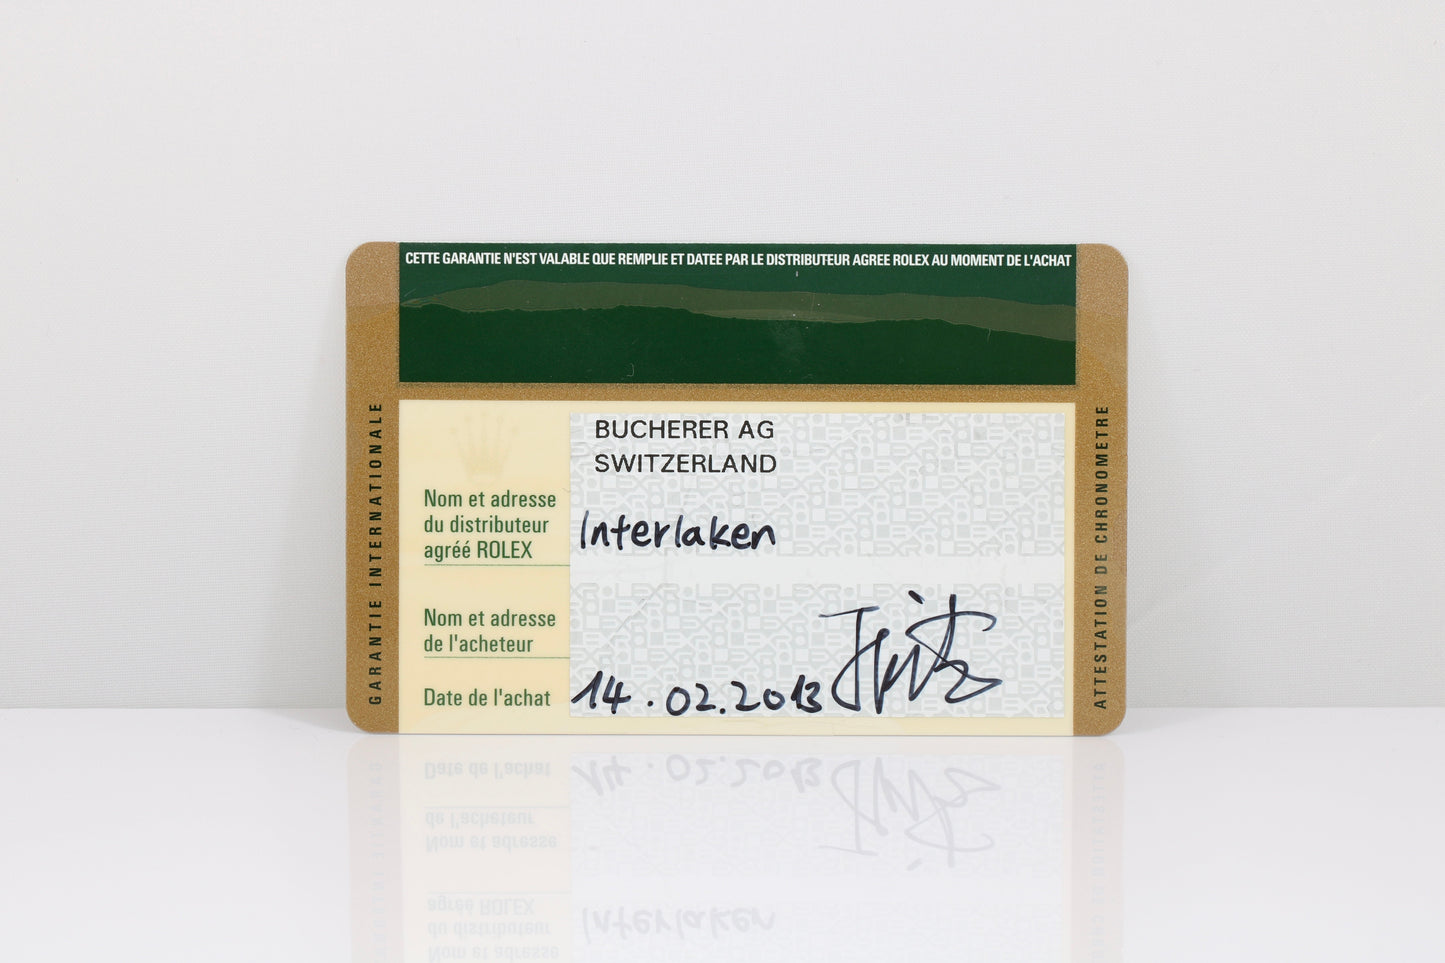 CETTE GARANTIE N'EST VALABLE QUE REMPLIE ET DATEE PAR LE DISTRIBUTEUR AGREE ROLEX AU MOMENT DE L'ACHAT
GARANTIE INTERNATIONALE
BUCHERER AG
SWITZERLAND
Nom et adresse
du distributeur
agréé ROLEX
Interlaken
Nom et adresse
de l'acheteur
Date de l'achat
14.02.2013
ATTESTATION DE CHRONOMETRE